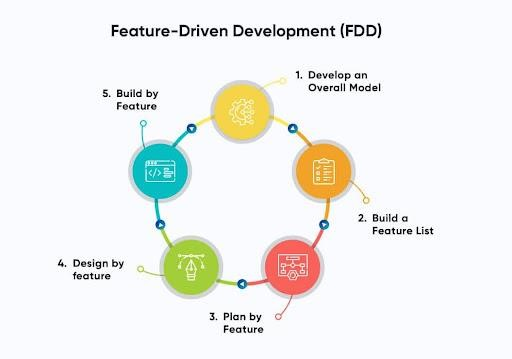 Feature-Driven Development (FDD)
1. Develop an
Overall Model
2. Build a
Feature List
3. Plan by
Feature
4. Design by
feature
5. Build by
Feature